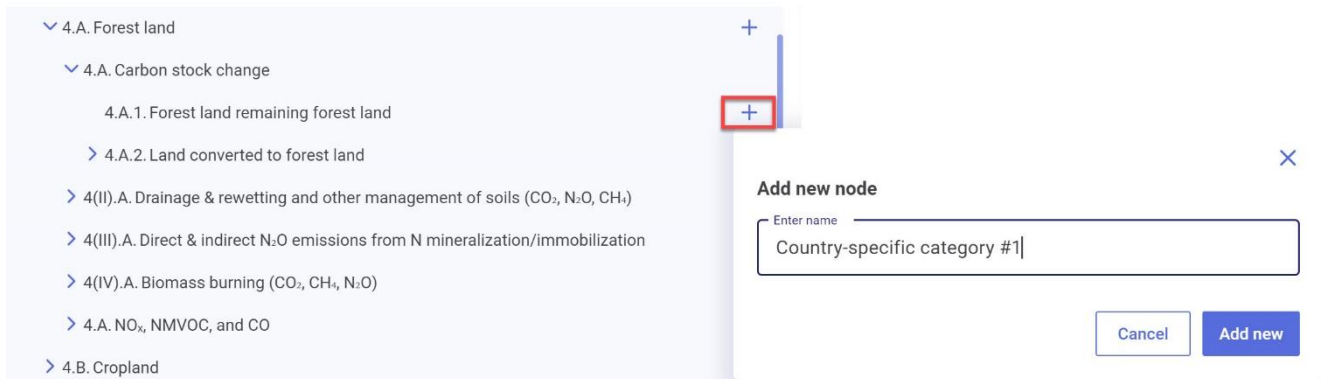 4.A. Forest land
4.A. Carbon stock change
4.A.1. Forest land remaining forest land
4.A.2. Land converted to forest land
4(II).A. Drainage & rewetting and other management of soils (CO₂, N₂O, CH₄)
4(III).A. Direct & indirect N₂O emissions from N mineralization/immobilization
4(IV).A. Biomass burning (CO₂, CH₄, N₂O)
4.A. NOₓ, NMVOC, and CO
4.B. Cropland
Add new node
Enter name
Country-specific category #1
Cancel
Add new